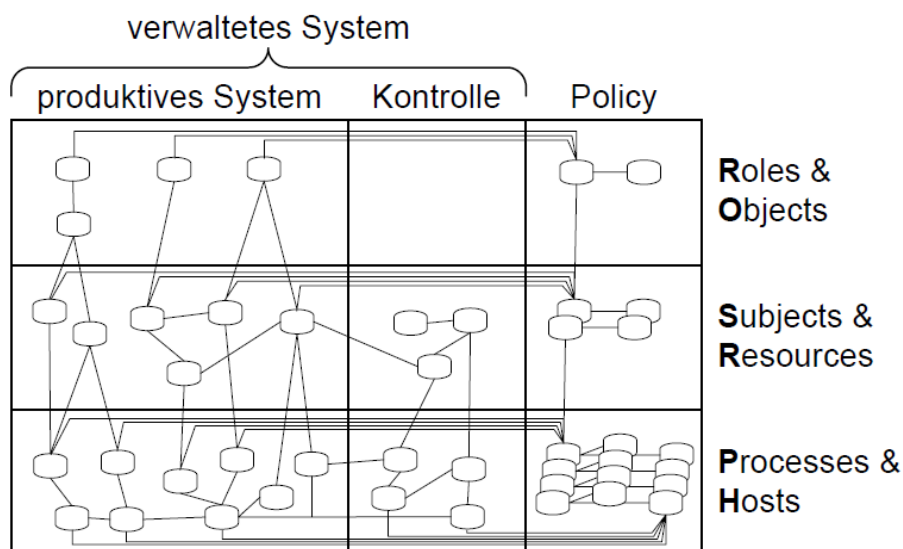 verwaltetes System
produktives System Kontrolle Policy
Roles &
Objects
Subjects &
Resources
Processes &
Hosts